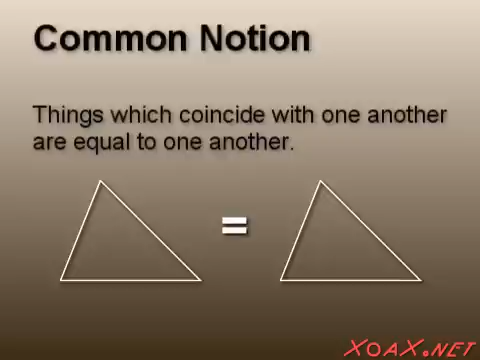 Common Notion
Things which coincide with one another
are equal to one another.
=
XOAX.NET